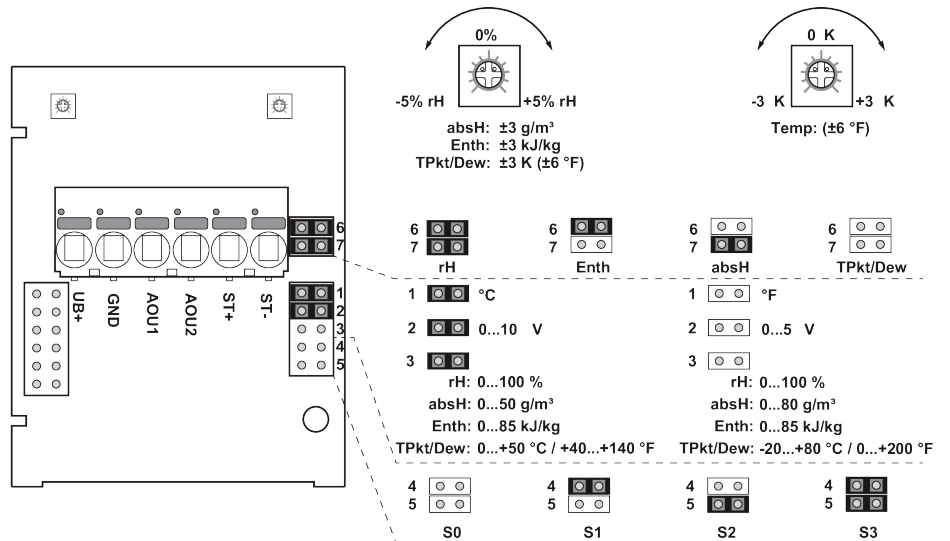 0%
-5% rH +5% rH
absH: ±3 g/m³
Enth: ±3 kJ/kg
TPkt/Dew: ±3 K (±6 °F)
0 K
-3 K +3 K
Temp: (±6 °F)
6
7
UB+
GND
AOU1
AOU2
ST+
ST-
1
2
3
4
5
6
7
rH
6
7
Enth
6
7
absH
6
7
TPkt/Dew
1 °C
2 0...10 V
3
rH: 0...100 %
absH: 0...50 g/m³
Enth: 0...85 kJ/kg
TPkt/Dew: 0...+50 °C / +40...+140 °F
1 °F
2 0...5 V
3
rH: 0...100 %
absH: 0...80 g/m³
Enth: 0...85 kJ/kg
TPkt/Dew: -20...+80 °C / 0...+200 °F
4
5
S0
4
5
S1
4
5
S2
4
5
S3